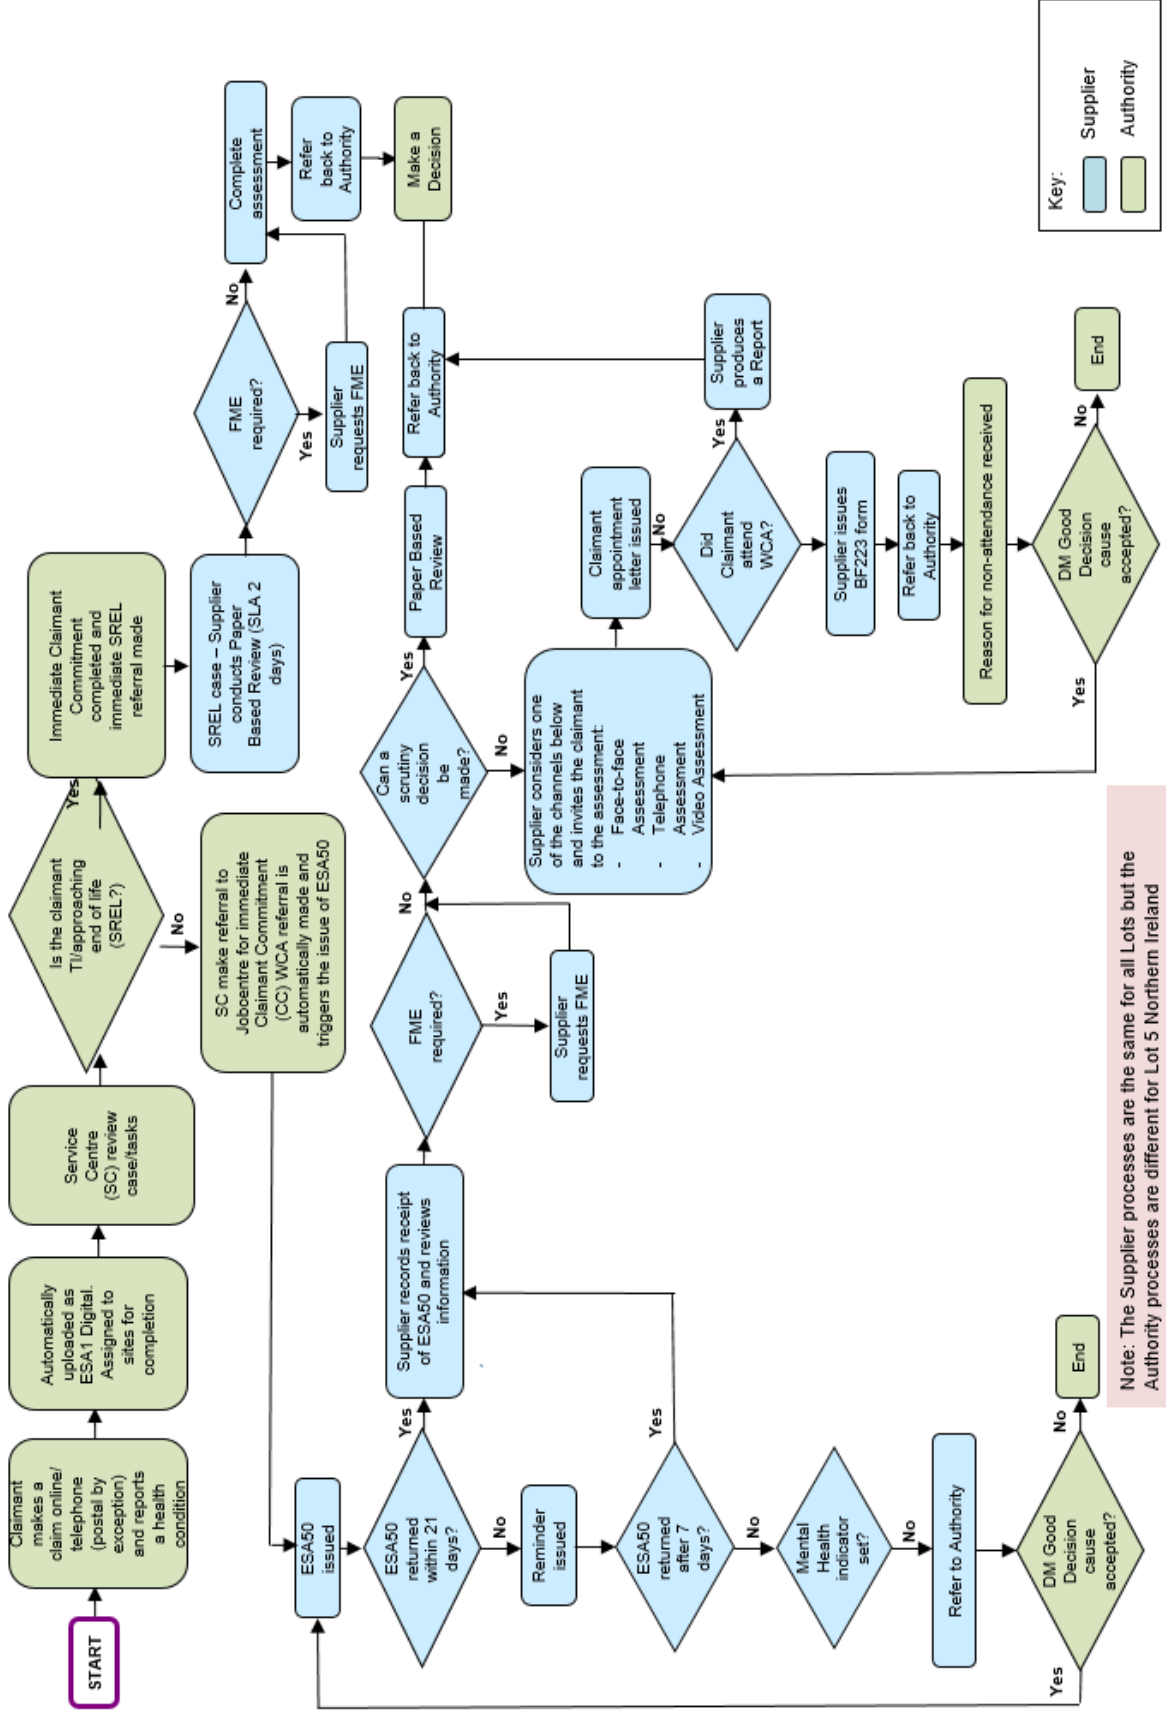 START
Claimant
makes a
claim online/
telephone
(postal by
exception)
and reports
a health
condition
Automatically
uploaded as
ESA1 Digital.
Assigned to
sites for
completion
Service
Centre
(SC) review
case/tasks
Is the claimant
TI/approaching
end of life
(SREL?)
Yes
Immediate Claimant
Commitment
completed and
immediate SREL
referral made
No
SC make referral to
Jobcentre for immediate
Claimant Commitment
(CC) WCA referral is
automatically made and
triggers the issue of ESA50
SREL case – Supplier
conducts Paper
Based Review (SLA 2
days)
FME
required?
No
Yes
Supplier
requests FME
Complete
assessment
Refer
back to
Authority
Make a
Decision
ESA50
issued
ESA50
returned
within 21
days?
Yes
No
Supplier records receipt
of ESA50 and reviews
information
FME
required?
No
Yes
Supplier
requests FME
Can a
scrutiny
decision
be
made?
Yes
No
Paper Based
Review
Refer back to
Authority
Reminder
issued
ESA50
returned
after 7
days?
Yes
No
Mental
Health
indicator
set?
No
Refer to Authority
DM Good
Decision
cause
accepted?
Yes
No
End
Supplier considers one
of the channels below
and invites the claimant
to the assessment:
- Face-to-face
Assessment
- Telephone
Assessment
- Video Assessment
Claimant
appointment
letter issued
No
Did
Claimant
attend
WCA?
Yes
Supplier
produces
a Report
Supplier issues
BF223 form
Refer back to
Authority
Reason for non-attendance received
DM Good
Decision
cause
accepted?
Yes
No
End
Note: The Supplier processes are the same for all Lots but the
Authority processes are different for Lot 5 Northern Ireland
Key:
Supplier
Authority